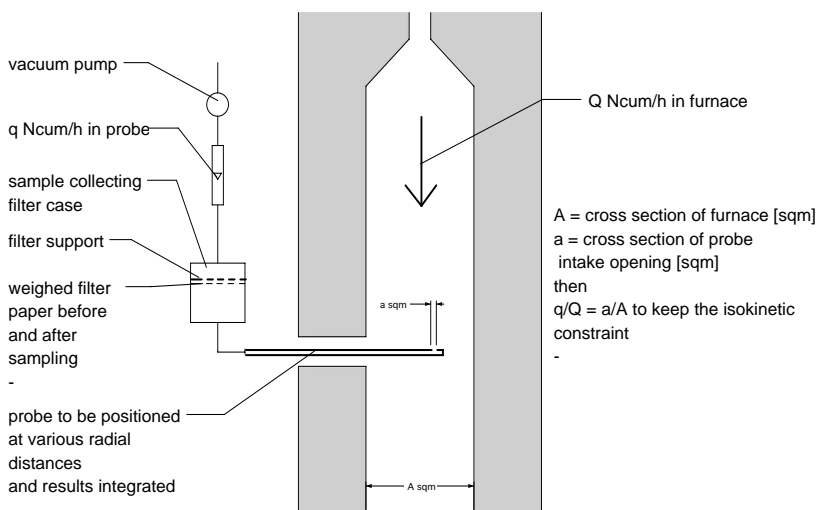 vacuum pump
q Ncum/h in probe
sample collecting
filter case
filter support
weighed filter
paper before
and after
sampling
-
probe to be positioned
at various radial
distances
and results integrated
a sqm
A sqm
Q Ncum/h in furnace
A = cross section of furnace [sqm]
a = cross section of probe
intake opening [sqm]
then
q/Q = a/A to keep the isokinetic
constraint
-